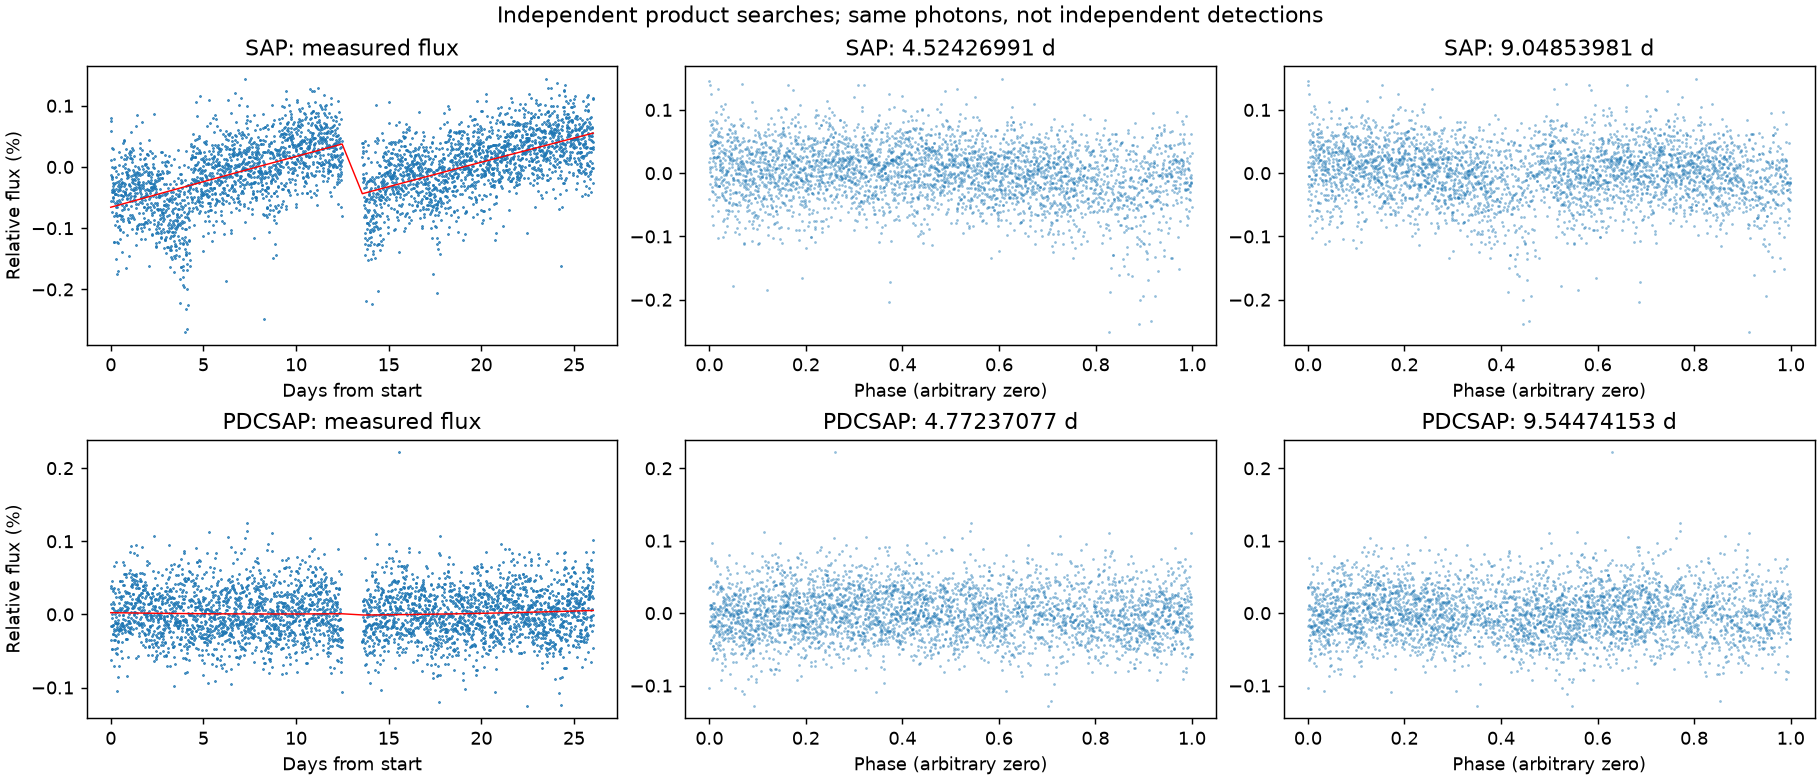 Independent product searches; same photons, not independent detections
SAP: measured flux
Relative flux (%)
0.1
0.0
−0.1
−0.2
0 5 10 15 20 25
Days from start
SAP: 4.52426991 d
0.1
0.0
−0.1
−0.2
0.0 0.2 0.4 0.6 0.8 1.0
Phase (arbitrary zero)
SAP: 9.04853981 d
0.1
0.0
−0.1
−0.2
0.0 0.2 0.4 0.6 0.8 1.0
Phase (arbitrary zero)
PDCSAP: measured flux
Relative flux (%)
0.2
0.1
0.0
−0.1
0 5 10 15 20 25
Days from start
PDCSAP: 4.77237077 d
0.2
0.1
0.0
−0.1
0.0 0.2 0.4 0.6 0.8 1.0
Phase (arbitrary zero)
PDCSAP: 9.54474153 d
0.2
0.1
0.0
−0.1
0.0 0.2 0.4 0.6 0.8 1.0
Phase (arbitrary zero)